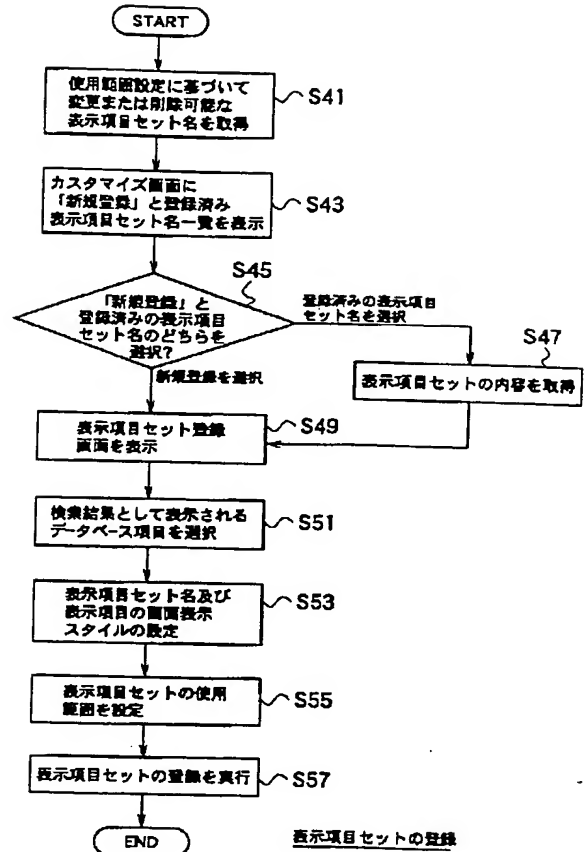 START
使用範囲設定に基づいて
変更または削除可能な
表示項目セット名を取得
S41
カスタマイズ画面に
「新規登録」と登録済み
表示項目セット名一覧を表示
S43
S45
「新規登録」と
登録済みの表示項目
セット名のどちらを
選択?
登録済みの表示項目
セット名を選択
S47
表示項目セットの内容を取得
新規登録を選択
表示項目セット登録
画面を表示
S49
検索結果として表示される
データベース項目を選択
S51
表示項目セット名及び
表示項目の画面表示
スタイルの設定
S53
表示項目セットの使用
範囲を設定
S55
表示項目セットの登録を実行
S57
END
表示項目セットの登録